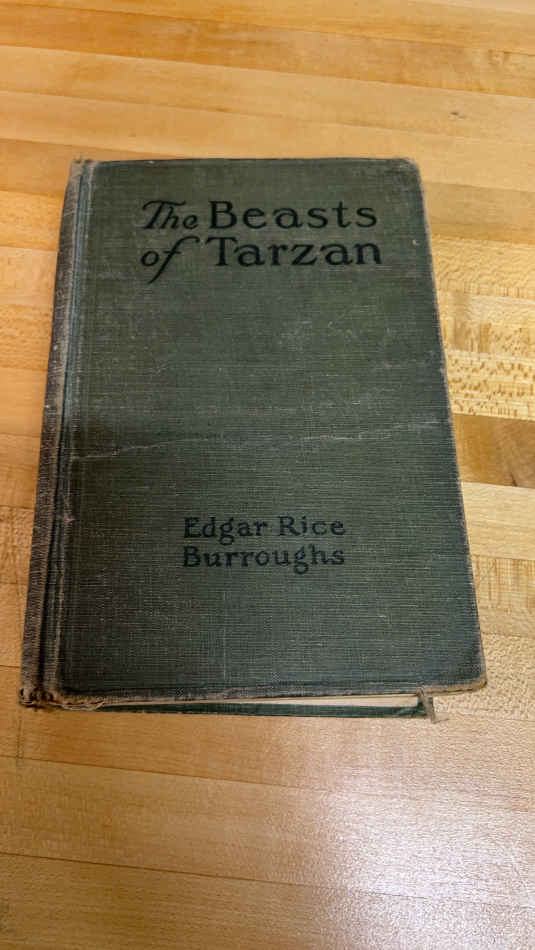 The Beasts
of Tarzan
Edgar Rice
Burroughs